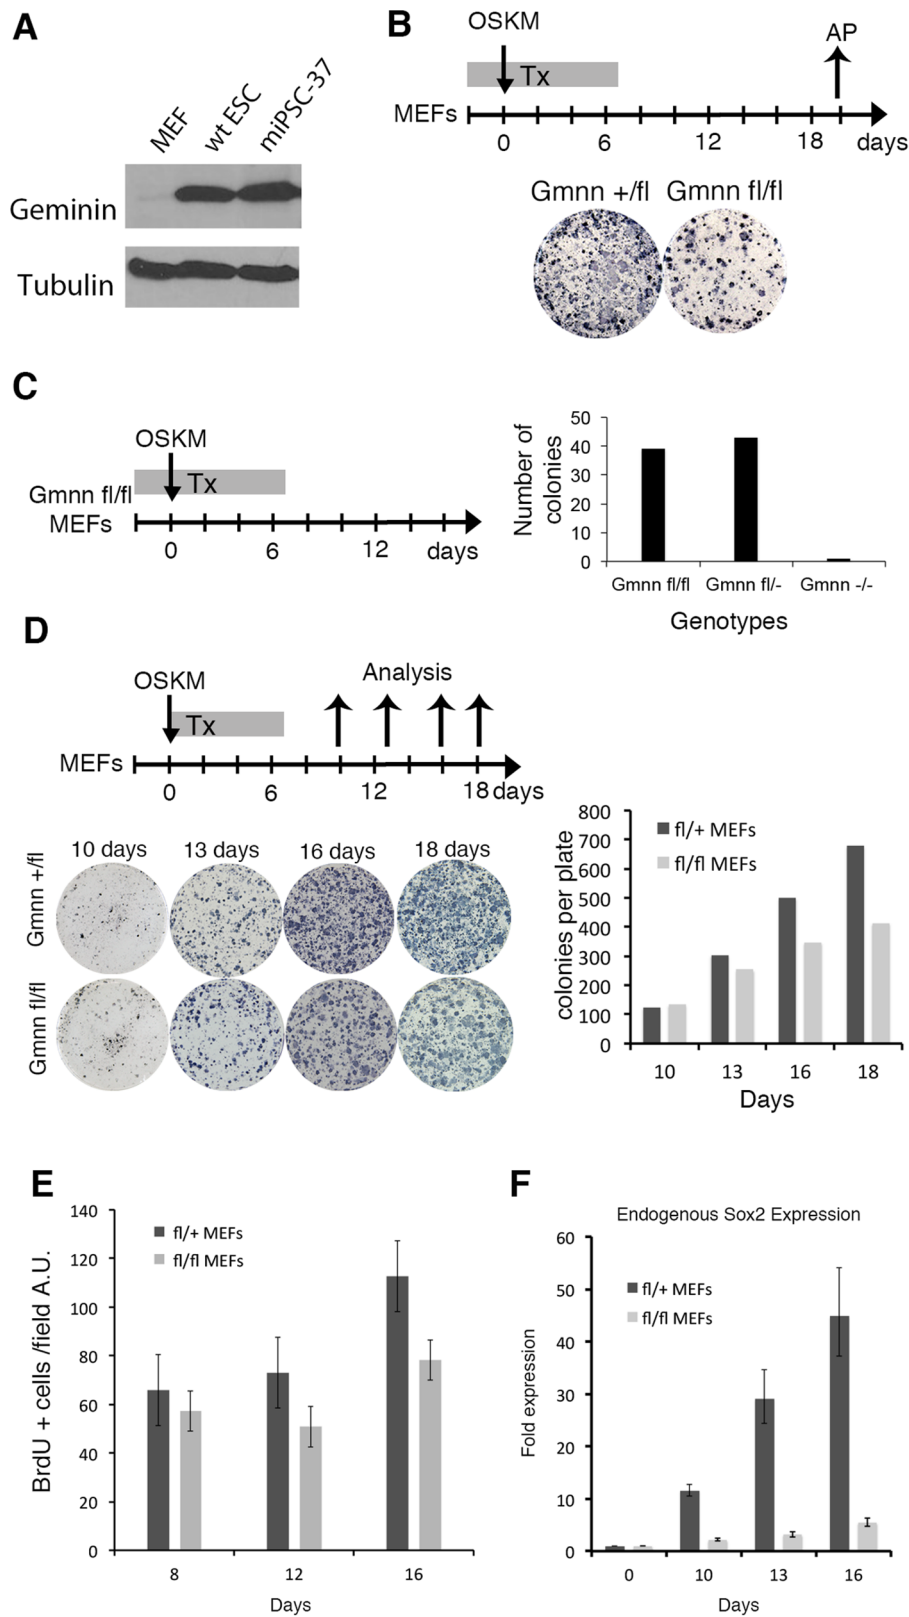 A
MEF
wt ESC
miPSC-37
Geminin
Tubulin
B
OSKM
AP
Tx
MEFs
0 6 12 18 days
Gmnn +/fl Gmnn fl/fl
C
OSKM
Tx
Gmnn fl/fl
MEFs
0 6 12 days
Number of
colonies
50
40
30
20
10
0
Gmnn fl/fl Gmnn fl/- Gmnn -/-
Genotypes
D
OSKM
Analysis
Tx
MEFs
0 6 12 18 days
10 days 13 days 16 days 18 days
Gmnn +/fl
Gmnn fl/fl
colonies per plate
800
700
600
500
400
300
200
100
0
fl/+ MEFs
fl/fl MEFs
10 13 16 18
Days
E
BrdU + cells /field A.U.
140
120
100
80
60
40
20
0
fl/+ MEFs
fl/fl MEFs
8 12 16
Days
F
Endogenous Sox2 Expression
Fold expression
60
50
40
30
20
10
0
fl/+ MEFs
fl/fl MEFs
0 10 13 16
Days